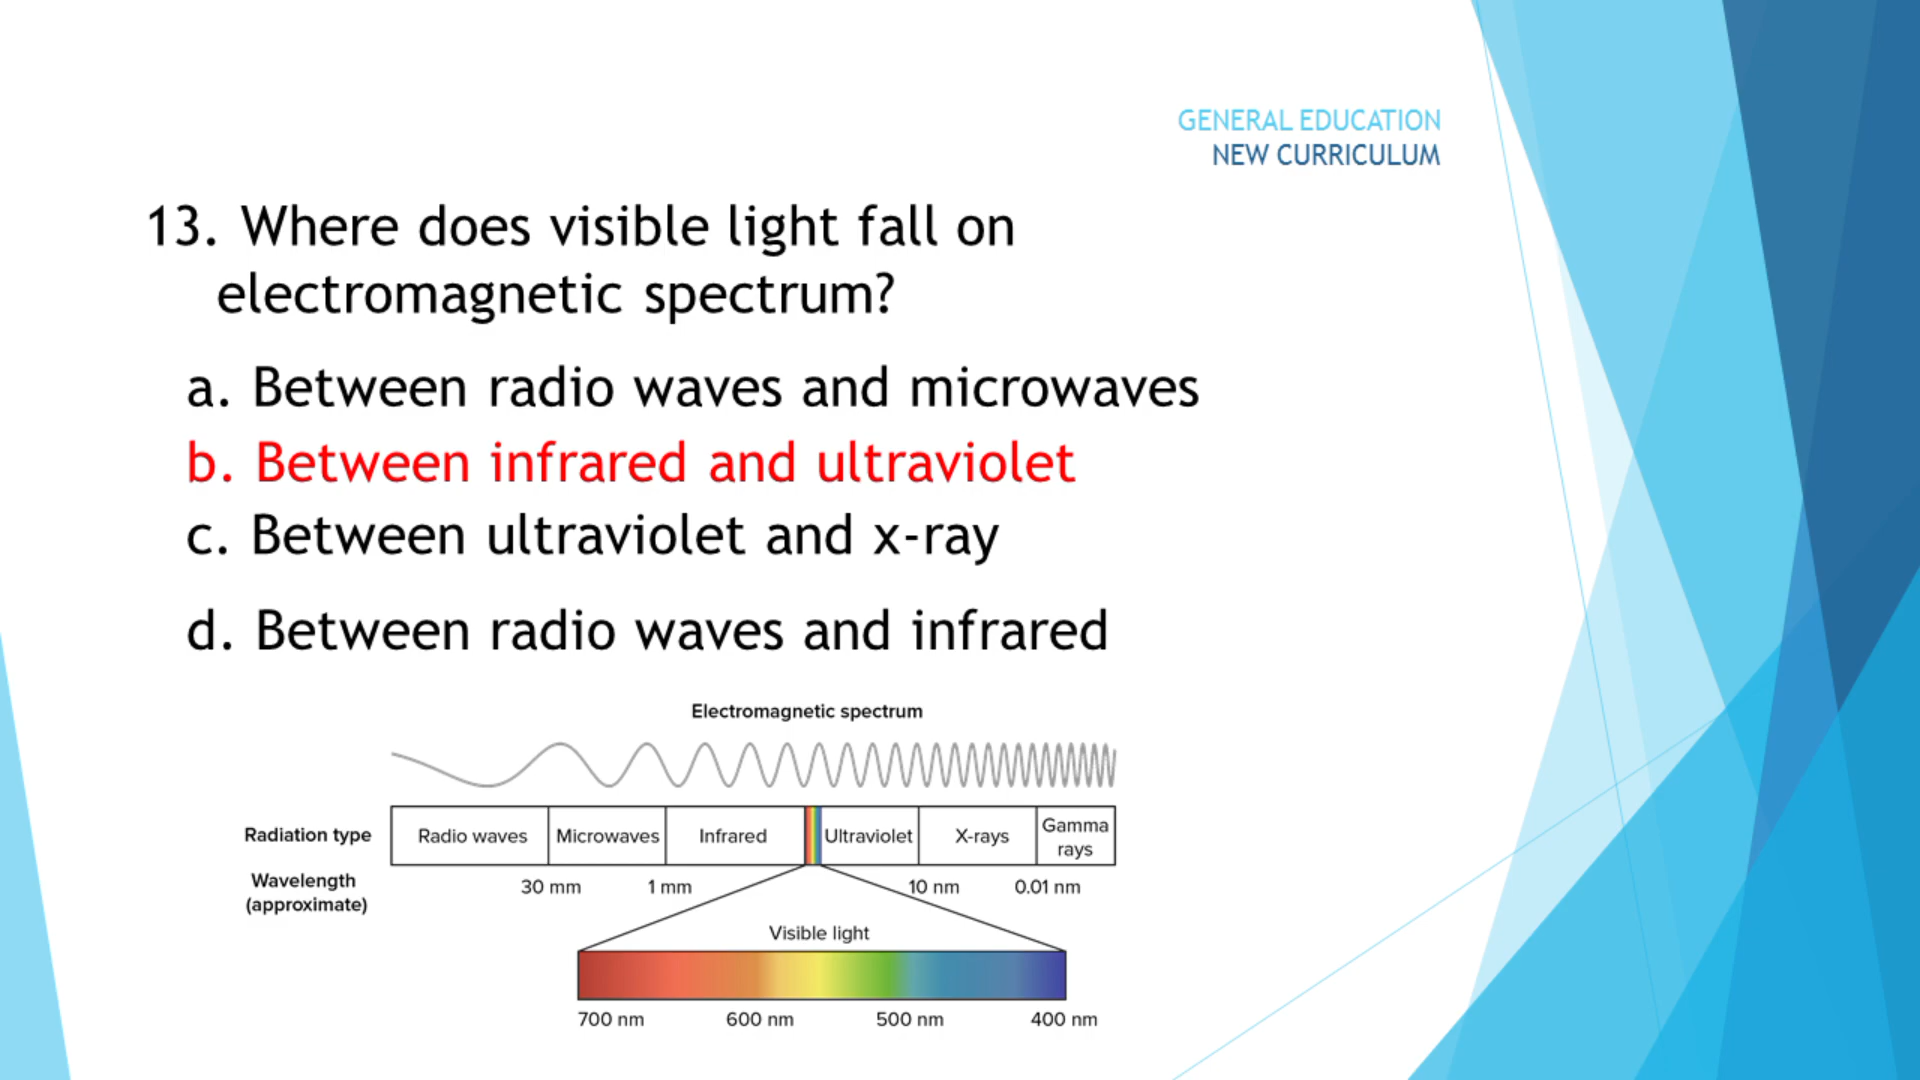 GENERAL EDUCATION
NEW CURRICULUM
13. Where does visible light fall on
electromagnetic spectrum?
a. Between radio waves and microwaves
b. Between infrared and ultraviolet
c. Between ultraviolet and x-ray
d. Between radio waves and infrared
Electromagnetic spectrum
Radiation type
Radio waves
Microwaves
Infrared
Ultraviolet
X-rays
Gamma
rays
Wavelength
(approximate)
30 mm
1 mm
10 nm
0.01 nm
Visible light
700 nm
600 nm
500 nm
400 nm